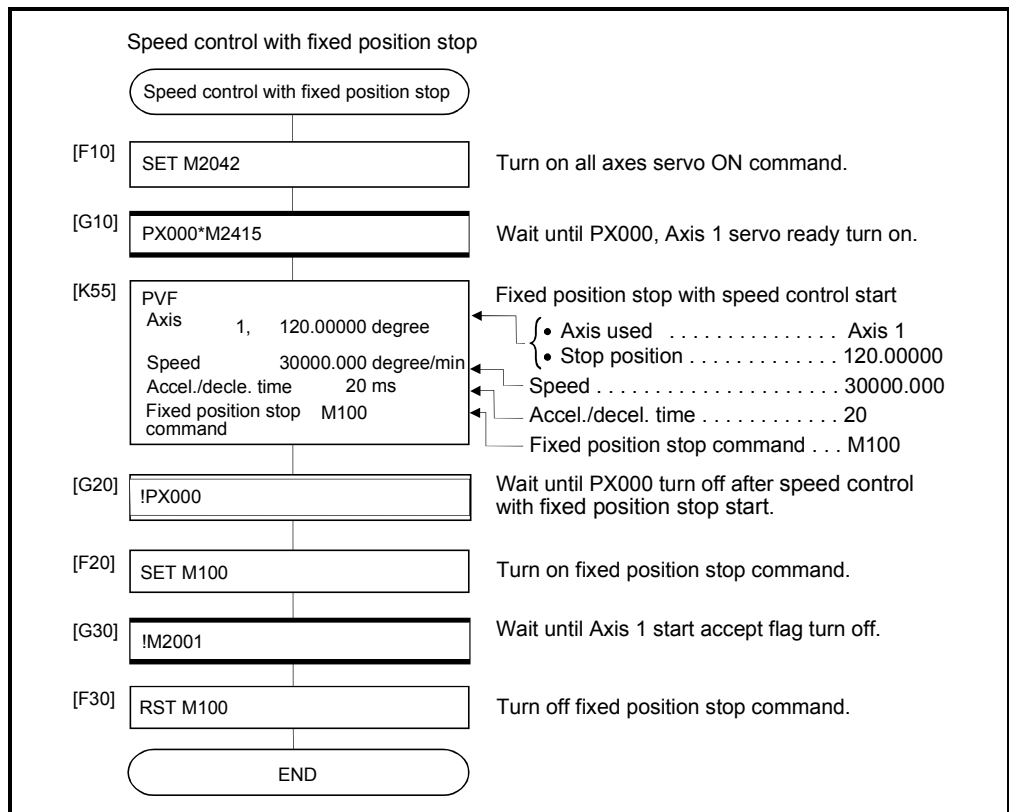 Speed control with fixed position stop
Speed control with fixed position stop
[F10]
SET M2042
Turn on all axes servo ON command.
[G10]
PX000*M2415
Wait until PX000, Axis 1 servo ready turn on.
[K55]
PVF
Axis 1, 120.00000 degree
Speed 30000.000 degree/min
Accel./decle. time 20 ms
Fixed position stop M100
command
Fixed position stop with speed control start
• Axis used . . . . . . . . . . . . . . . Axis 1
• Stop position . . . . . . . . . . . . . 120.00000
Speed . . . . . . . . . . . . . . . . . . . . . 30000.000
Accel./decel. time . . . . . . . . . . . . 20
Fixed position stop command . . . M100
[G20]
!PX000
Wait until PX000 turn off after speed control
with fixed position stop start.
[F20]
SET M100
Turn on fixed position stop command.
[G30]
!M2001
Wait until Axis 1 start accept flag turn off.
[F30]
RST M100
Turn off fixed position stop command.
END